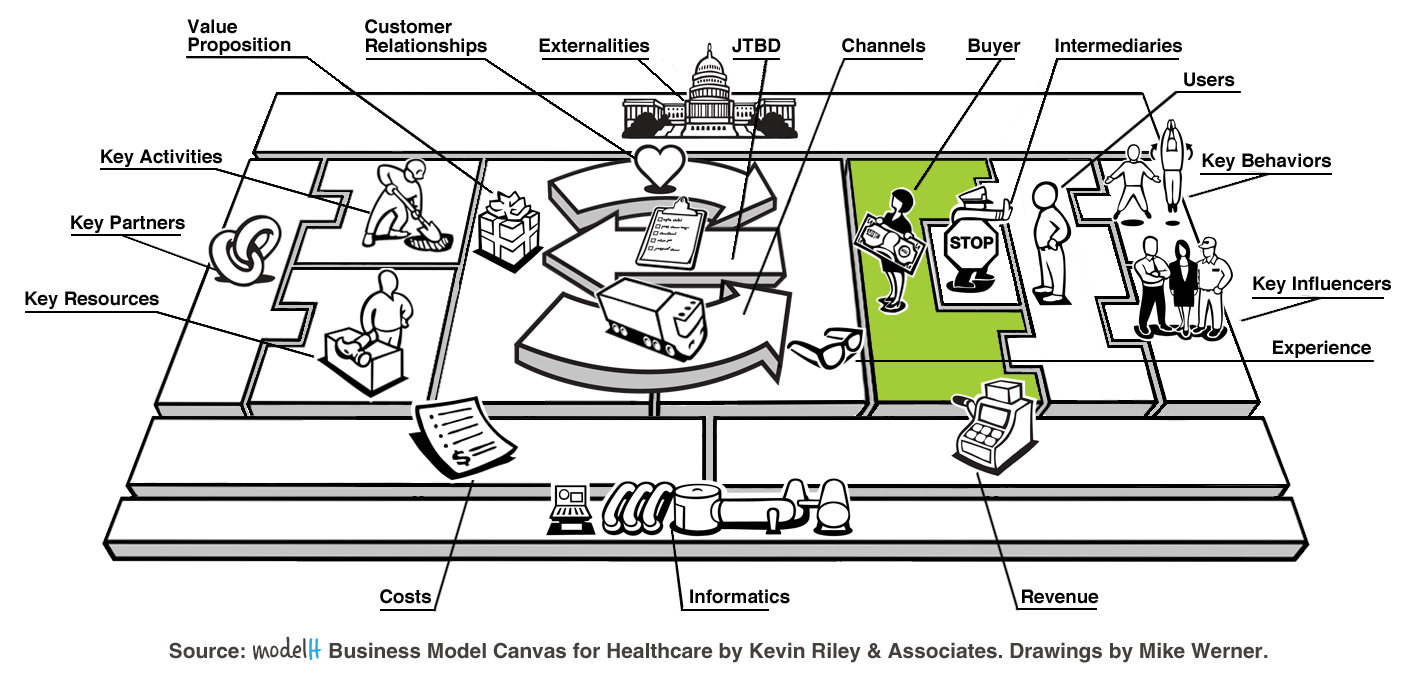 Value
Proposition
Customer
Relationships
Externalities
JTBD
Channels
Buyer
Intermediaries
Users
Key Activities
Key Behaviors
Key Partners
STOP
Key Resources
Key Influencers
Experience
$
Costs
Informatics
Revenue
Source: modelH Business Model Canvas for Healthcare by Kevin Riley & Associates. Drawings by Mike Werner.